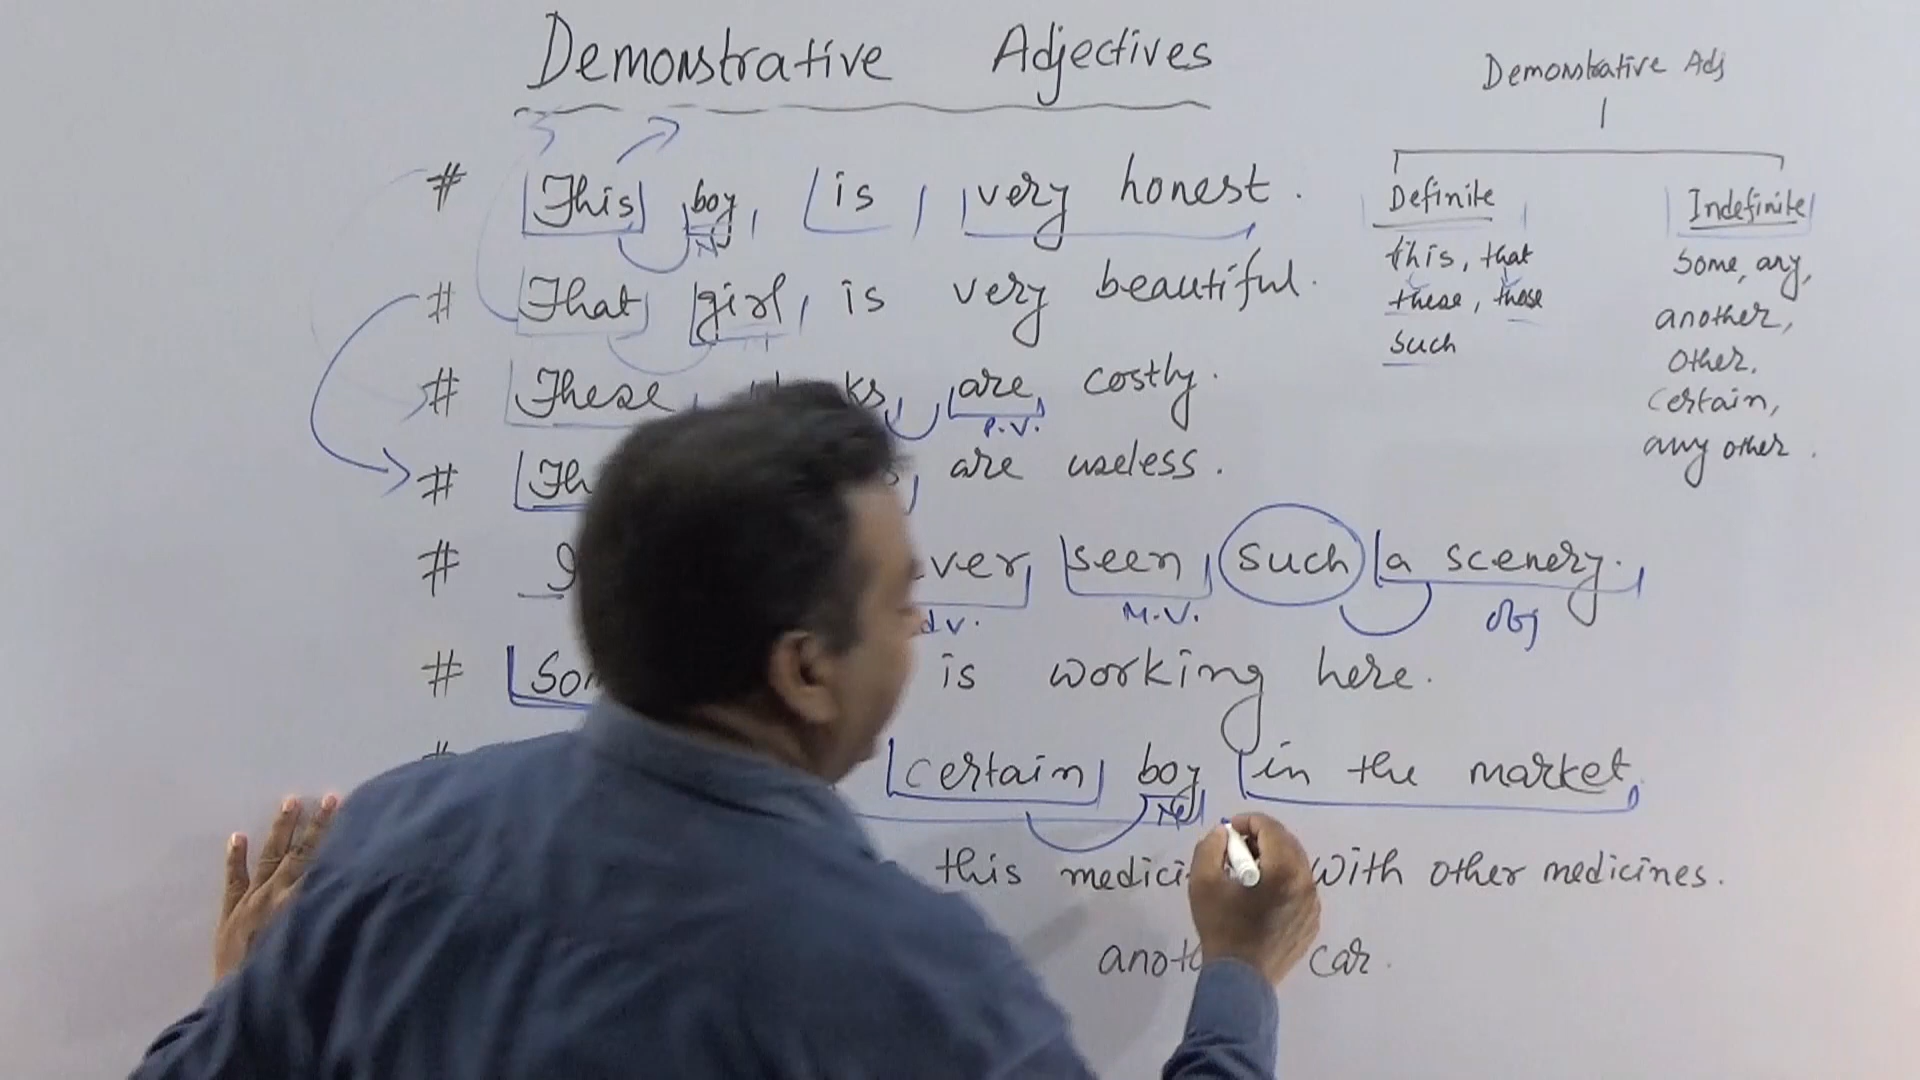 Demonstrative Adjectives
# This boy is very honest.
N
# That girl is very beautiful.
# These are costly.
P.V.
# are useless.
# seen such a scenery.
M.V. Obj
# is working here.
# certain boy in the market
this with other medicines.
car.
Demonstrative Adj
Definite
this, that
these, those
such
Indefinite
Some, any,
another,
other.
certain,
any other.